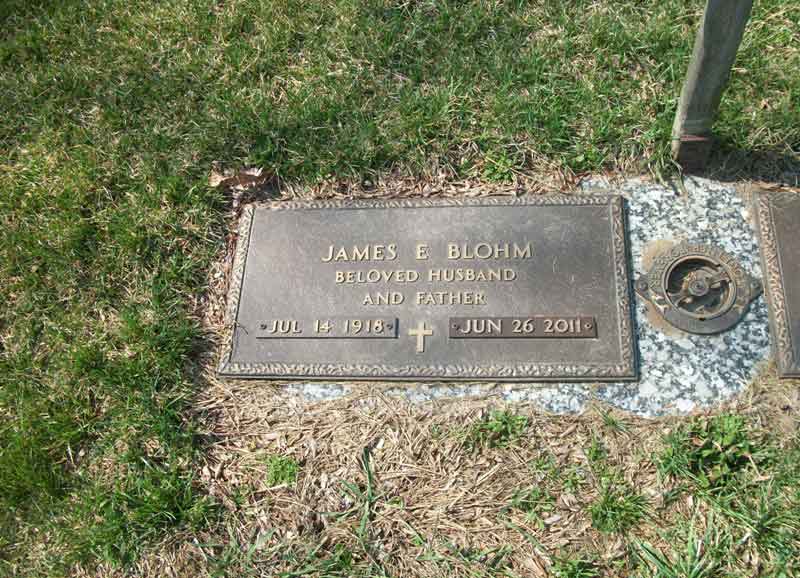 JAMES E BLOHM
BELOVED HUSBAND
AND FATHER
JUL 14 1918 JUN 26 2011